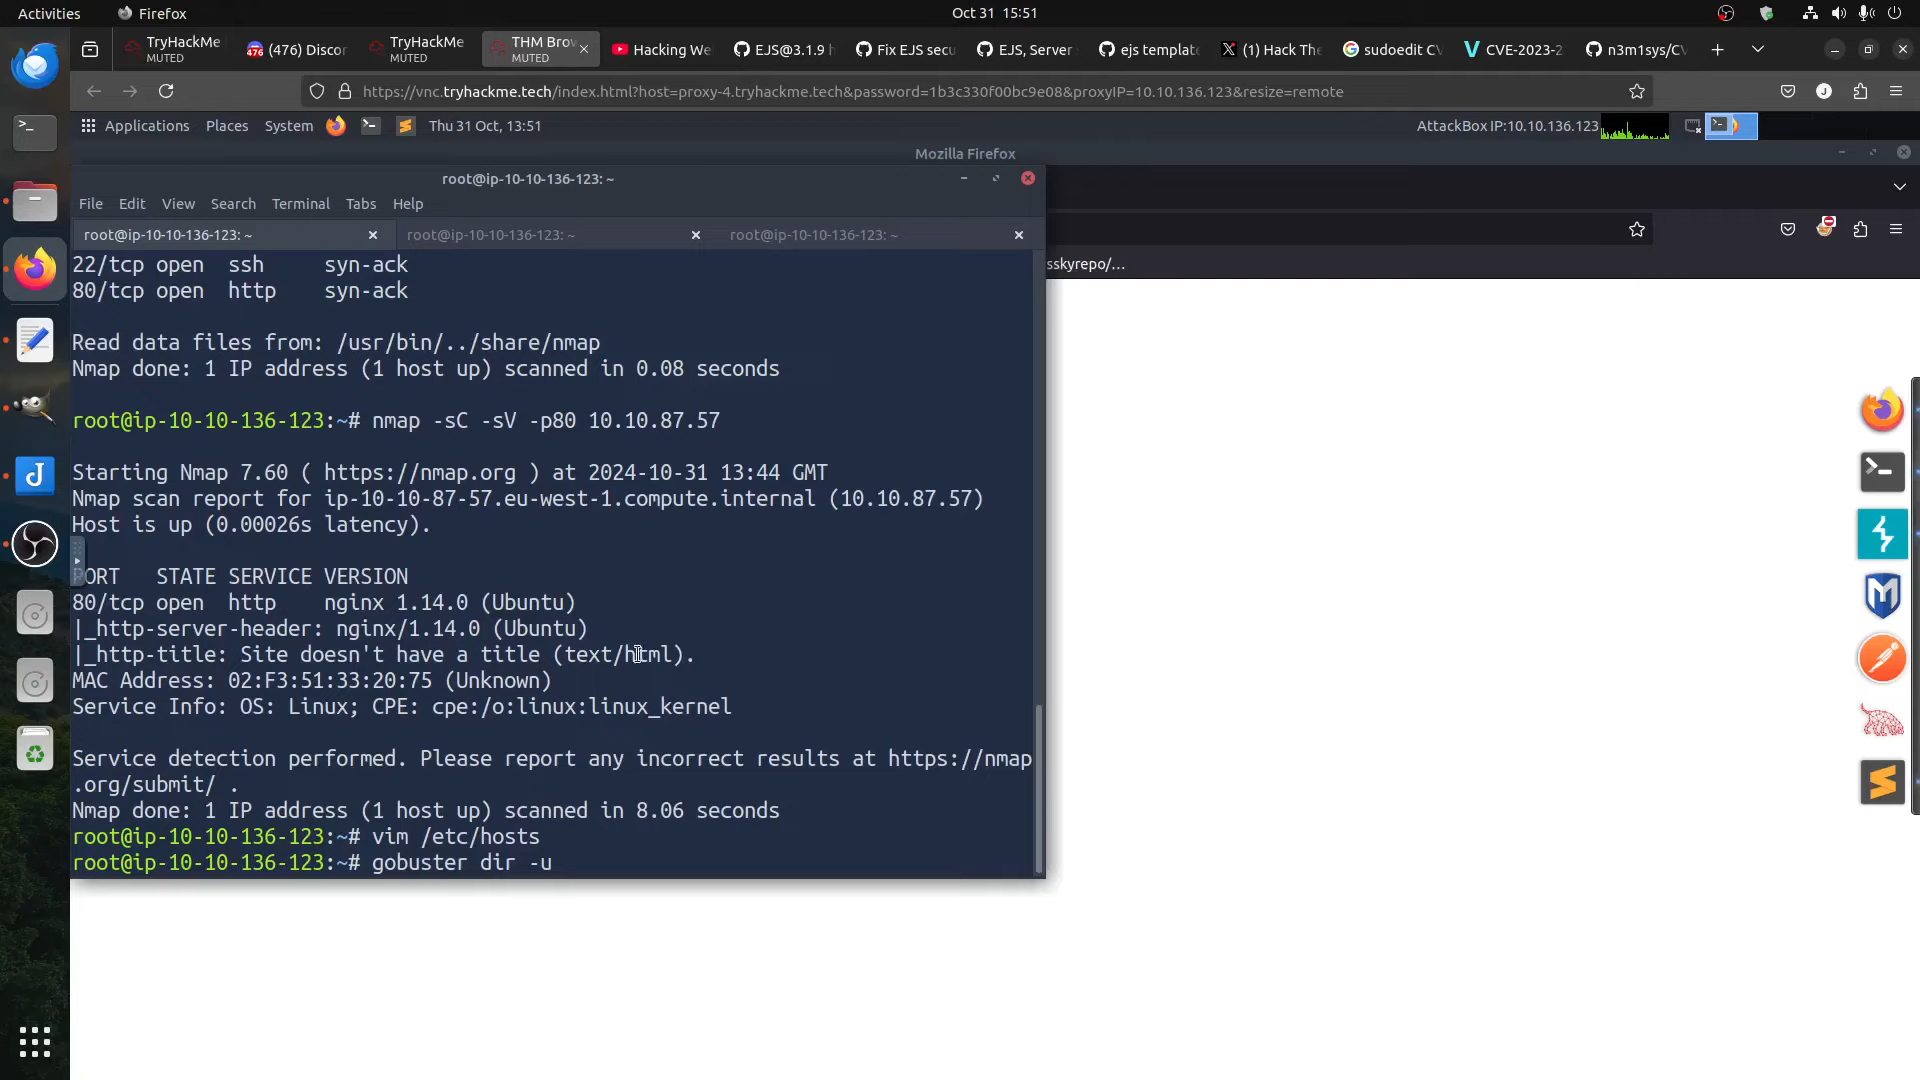 Activities
Firefox
Oct 31 15:51
TryHackMe
MUTED
(476) Discor
TryHackMe
MUTED
THM Brow
MUTED
Hacking We
EJS@3.1.9 h
Fix EJS secu
EJS, Server
ejs template
(1) Hack The
sudoedit CV
CVE-2023-2
n3m1sys/CV
https://vnc.tryhackme.tech/index.html?host=proxy-4.tryhackme.tech&password=1b3c330f00bc9e08&proxyIP=10.10.136.123&resize=remote
Applications Places System
Thu 31 Oct, 13:51
AttackBox IP:10.10.136.123
Mozilla Firefox
root@ip-10-10-136-123: ~
File Edit View Search Terminal Tabs Help
root@ip-10-10-136-123: ~
root@ip-10-10-136-123: ~
root@ip-10-10-136-123: ~
sskyrepo/…
22/tcp open ssh syn-ack
80/tcp open http syn-ack
Read data files from: /usr/bin/../share/nmap
Nmap done: 1 IP address (1 host up) scanned in 0.08 seconds
root@ip-10-10-136-123:~# nmap -sC -sV -p80 10.10.87.57
Starting Nmap 7.60 ( https://nmap.org ) at 2024-10-31 13:44 GMT
Nmap scan report for ip-10-10-87-57.eu-west-1.compute.internal (10.10.87.57)
Host is up (0.00026s latency).
PORT STATE SERVICE VERSION
80/tcp open http nginx 1.14.0 (Ubuntu)
|_http-server-header: nginx/1.14.0 (Ubuntu)
|_http-title: Site doesn't have a title (text/html).
MAC Address: 02:F3:51:33:20:75 (Unknown)
Service Info: OS: Linux; CPE: cpe:/o:linux:linux_kernel
Service detection performed. Please report any incorrect results at https://nmap
.org/submit/ .
Nmap done: 1 IP address (1 host up) scanned in 8.06 seconds
root@ip-10-10-136-123:~# vim /etc/hosts
root@ip-10-10-136-123:~# gobuster dir -u